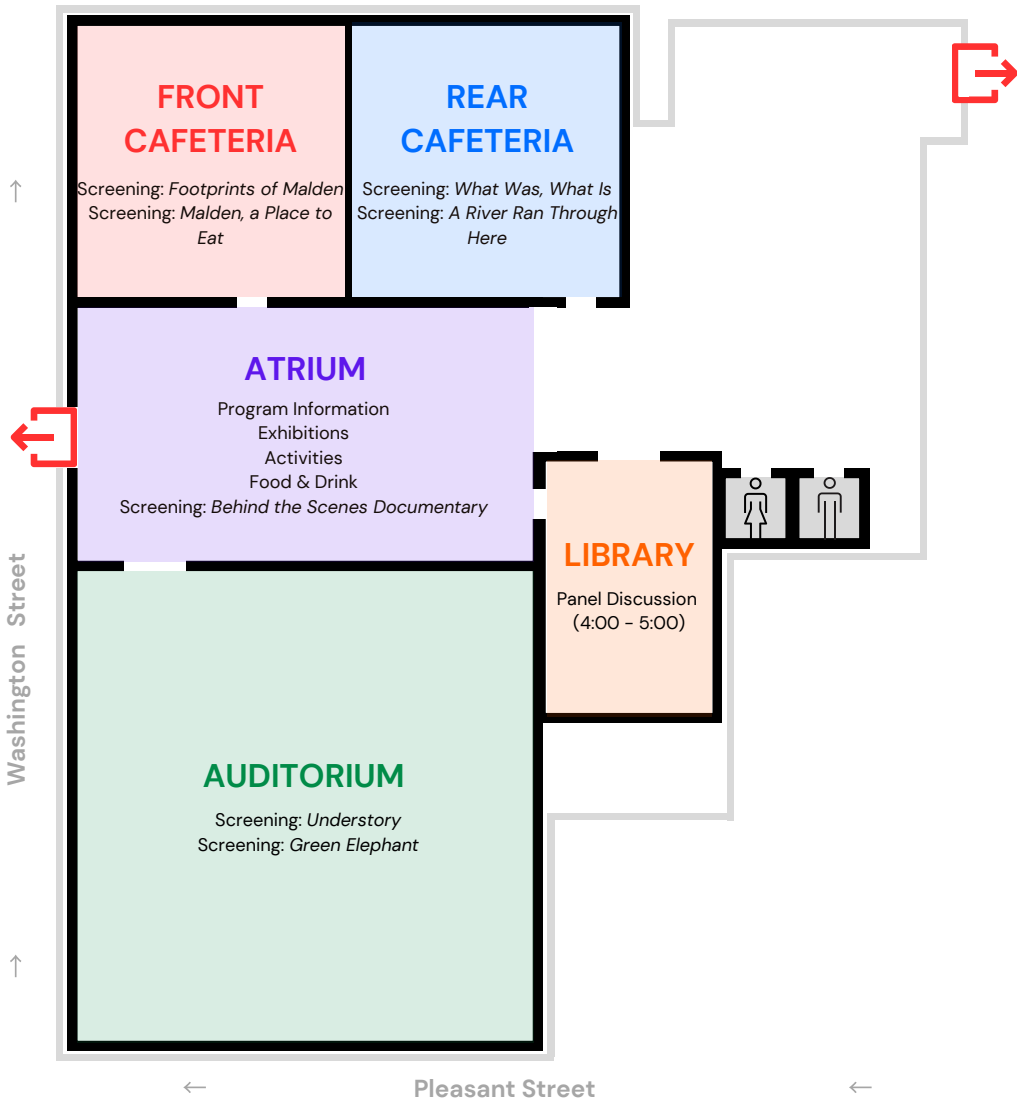 FRONT
CAFETERIA
Screening: Footprints of Malden
Screening: Malden, a Place to
Eat
REAR
CAFETERIA
Screening: What Was, What Is
Screening: A River Ran Through
Here
ATRIUM
Program Information
Exhibitions
Activities
Food & Drink
Screening: Behind the Scenes Documentary
LIBRARY
Panel Discussion
(4:00 - 5:00)
AUDITORIUM
Screening: Understory
Screening: Green Elephant
Washington Street
Pleasant Street